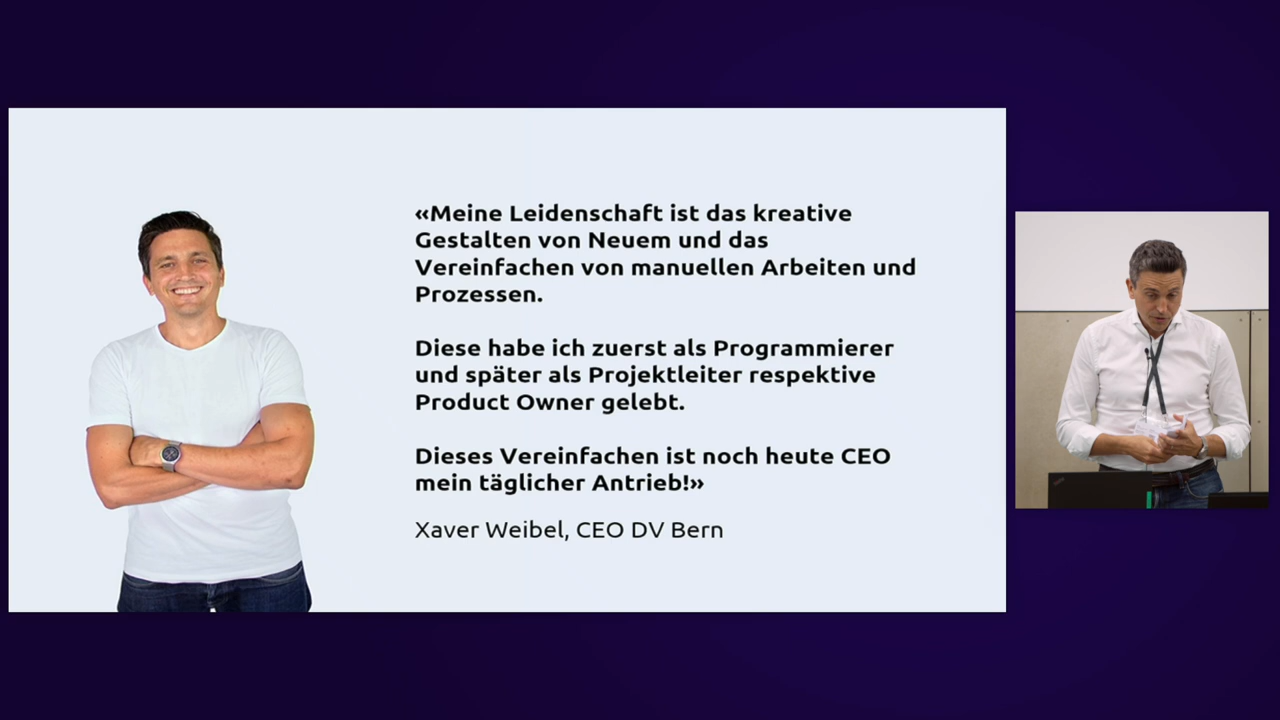 «Meine Leidenschaft ist das kreative
Gestalten von Neuem und das
Vereinfachen von manuellen Arbeiten und
Prozessen.
Diese habe ich zuerst als Programmierer
und später als Projektleiter respektive
Product Owner gelebt.
Dieses Vereinfachen ist noch heute CEO
mein täglicher Antrieb!»
Xaver Weibel, CEO DV Bern